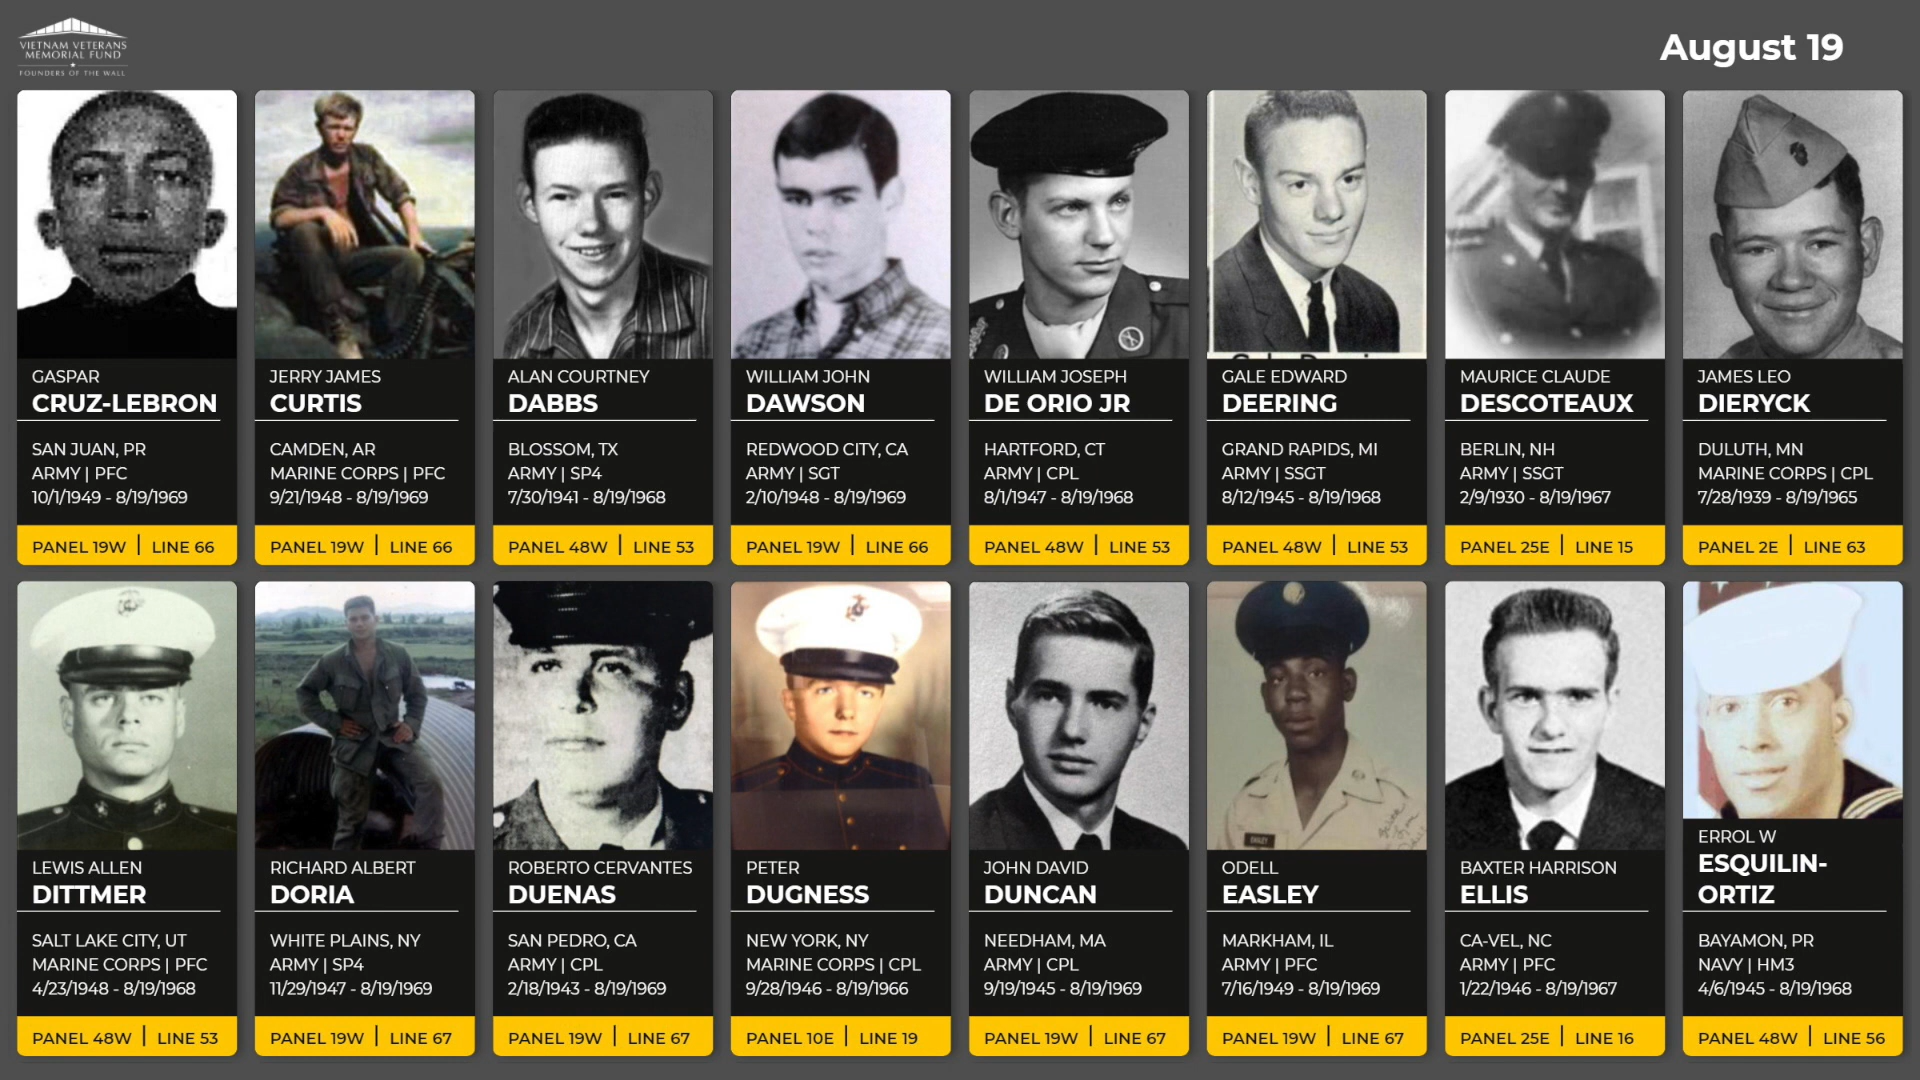 VIETNAM VETERANS
MEMORIAL FUND
FOUNDERS OF THE WALL
August 19
GASPAR
CRUZ-LEBRON
SAN JUAN, PR
ARMY | PFC
10/1/1949 - 8/19/1969
PANEL 19W | LINE 66
JERRY JAMES
CURTIS
CAMDEN, AR
MARINE CORPS | PFC
9/21/1948 - 8/19/1969
PANEL 19W | LINE 66
ALAN COURTNEY
DABBS
BLOSSOM, TX
ARMY | SP4
7/30/1941 - 8/19/1968
PANEL 48W | LINE 53
WILLIAM JOHN
DAWSON
REDWOOD CITY, CA
ARMY | SGT
2/10/1948 - 8/19/1969
PANEL 19W | LINE 66
WILLIAM JOSEPH
DE ORIO JR
HARTFORD, CT
ARMY | CPL
8/1/1947 - 8/19/1968
PANEL 48W | LINE 53
GALE EDWARD
DEERING
GRAND RAPIDS, MI
ARMY | SSGT
8/12/1945 - 8/19/1968
PANEL 48W | LINE 53
MAURICE CLAUDE
DESCOTEAUX
BERLIN, NH
ARMY | SSGT
2/9/1930 - 8/19/1967
PANEL 25E | LINE 15
JAMES LEO
DIERYCK
DULUTH, MN
MARINE CORPS | CPL
7/28/1939 - 8/19/1965
PANEL 2E | LINE 63
LEWIS ALLEN
DITTMER
SALT LAKE CITY, UT
MARINE CORPS | PFC
4/23/1948 - 8/19/1968
PANEL 48W | LINE 53
RICHARD ALBERT
DORIA
WHITE PLAINS, NY
ARMY | SP4
11/29/1947 - 8/19/1969
PANEL 19W | LINE 67
ROBERTO CERVANTES
DUENAS
SAN PEDRO, CA
ARMY | CPL
2/18/1943 - 8/19/1969
PANEL 19W | LINE 67
PETER
DUGNESS
NEW YORK, NY
MARINE CORPS | CPL
9/28/1946 - 8/19/1966
PANEL 10E | LINE 19
JOHN DAVID
DUNCAN
NEEDHAM, MA
ARMY | CPL
9/19/1945 - 8/19/1969
PANEL 19W | LINE 67
EASLEY
ODELL
EASLEY
MARKHAM, IL
ARMY | PFC
7/16/1949 - 8/19/1969
PANEL 19W | LINE 67
BAXTER HARRISON
ELLIS
CA-VEL, NC
ARMY | PFC
1/22/1946 - 8/19/1967
PANEL 25E | LINE 16
ERROL W
ESQUILIN-
ORTIZ
BAYAMON, PR
NAVY | HM3
4/6/1945 - 8/19/1968
PANEL 48W | LINE 56